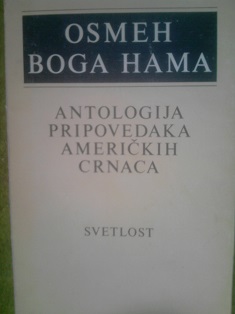 OSMEH
BOGA HAMA
ANTOLOGIJA
PRIPOVEDAKA
AMERIČKIH
CRNACA
SVETLOST